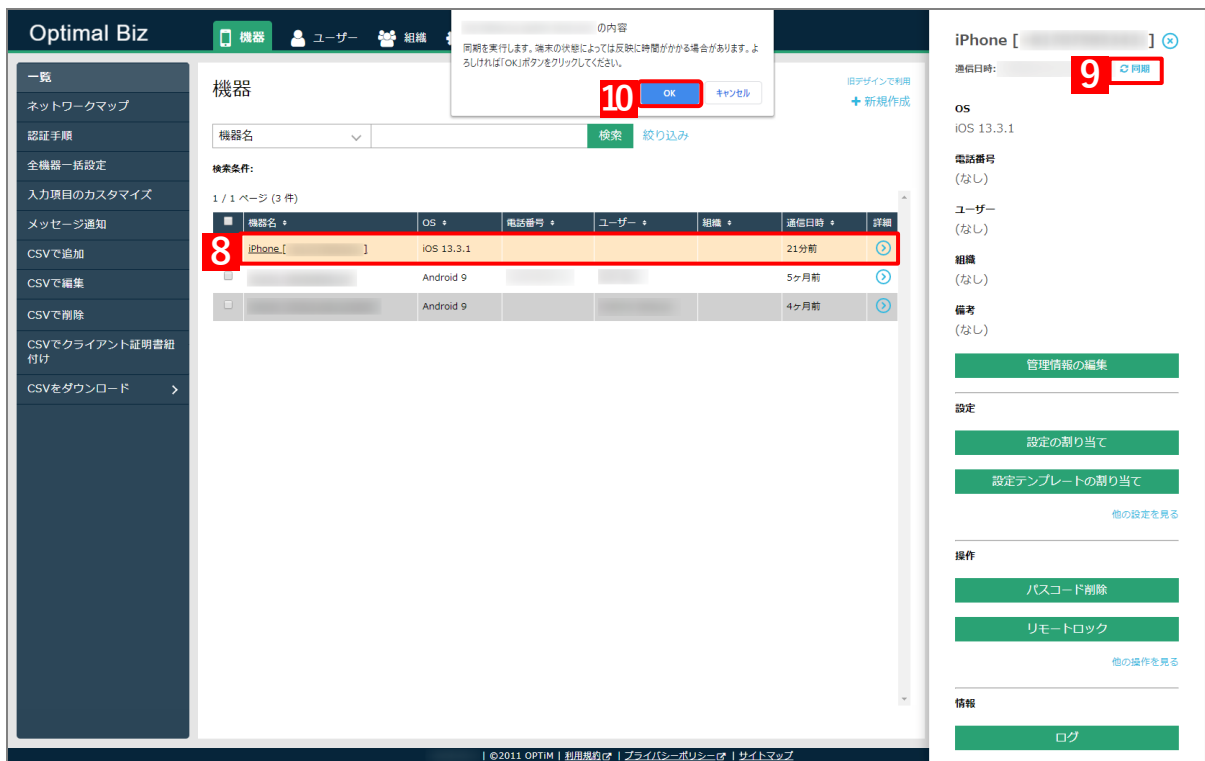 Optimal Biz
機器
ユーザー
組織
の内容
同期を実行します。端末の状態によっては反映に時間がかかる場合があります。よ
ろしければ「OK」ボタンをクリックしてください。
10
OK
キャンセル
一覧
ネットワークマップ
認証手順
全機器一括設定
入力項目のカスタマイズ
メッセージ通知
CSVで追加
CSVで編集
CSVで削除
CSVでクライアント証明書紐
付け
CSVをダウンロード
機器
旧デザインで利用
+ 新規作成
機器名
検索
絞り込み
検索条件:
1 / 1 ページ (3 件)
機器名 OS 電話番号 ユーザー 組織 通信日時 詳細
8
iPhone [ ] iOS 13.3.1 21分前
Android 9 5ヶ月前
Android 9 4ヶ月前
iPhone [ ]
通信日時:
9
同期
OS
iOS 13.3.1
電話番号
(なし)
ユーザー
(なし)
組織
(なし)
備考
(なし)
管理情報の編集
設定
設定の割り当て
設定テンプレートの割り当て
他の設定を見る
操作
パスコード削除
リモートロック
他の操作を見る
情報
ログ
| ©2011 OPTiM | 利用規約 | プライバシーポリシー | サイトマップ